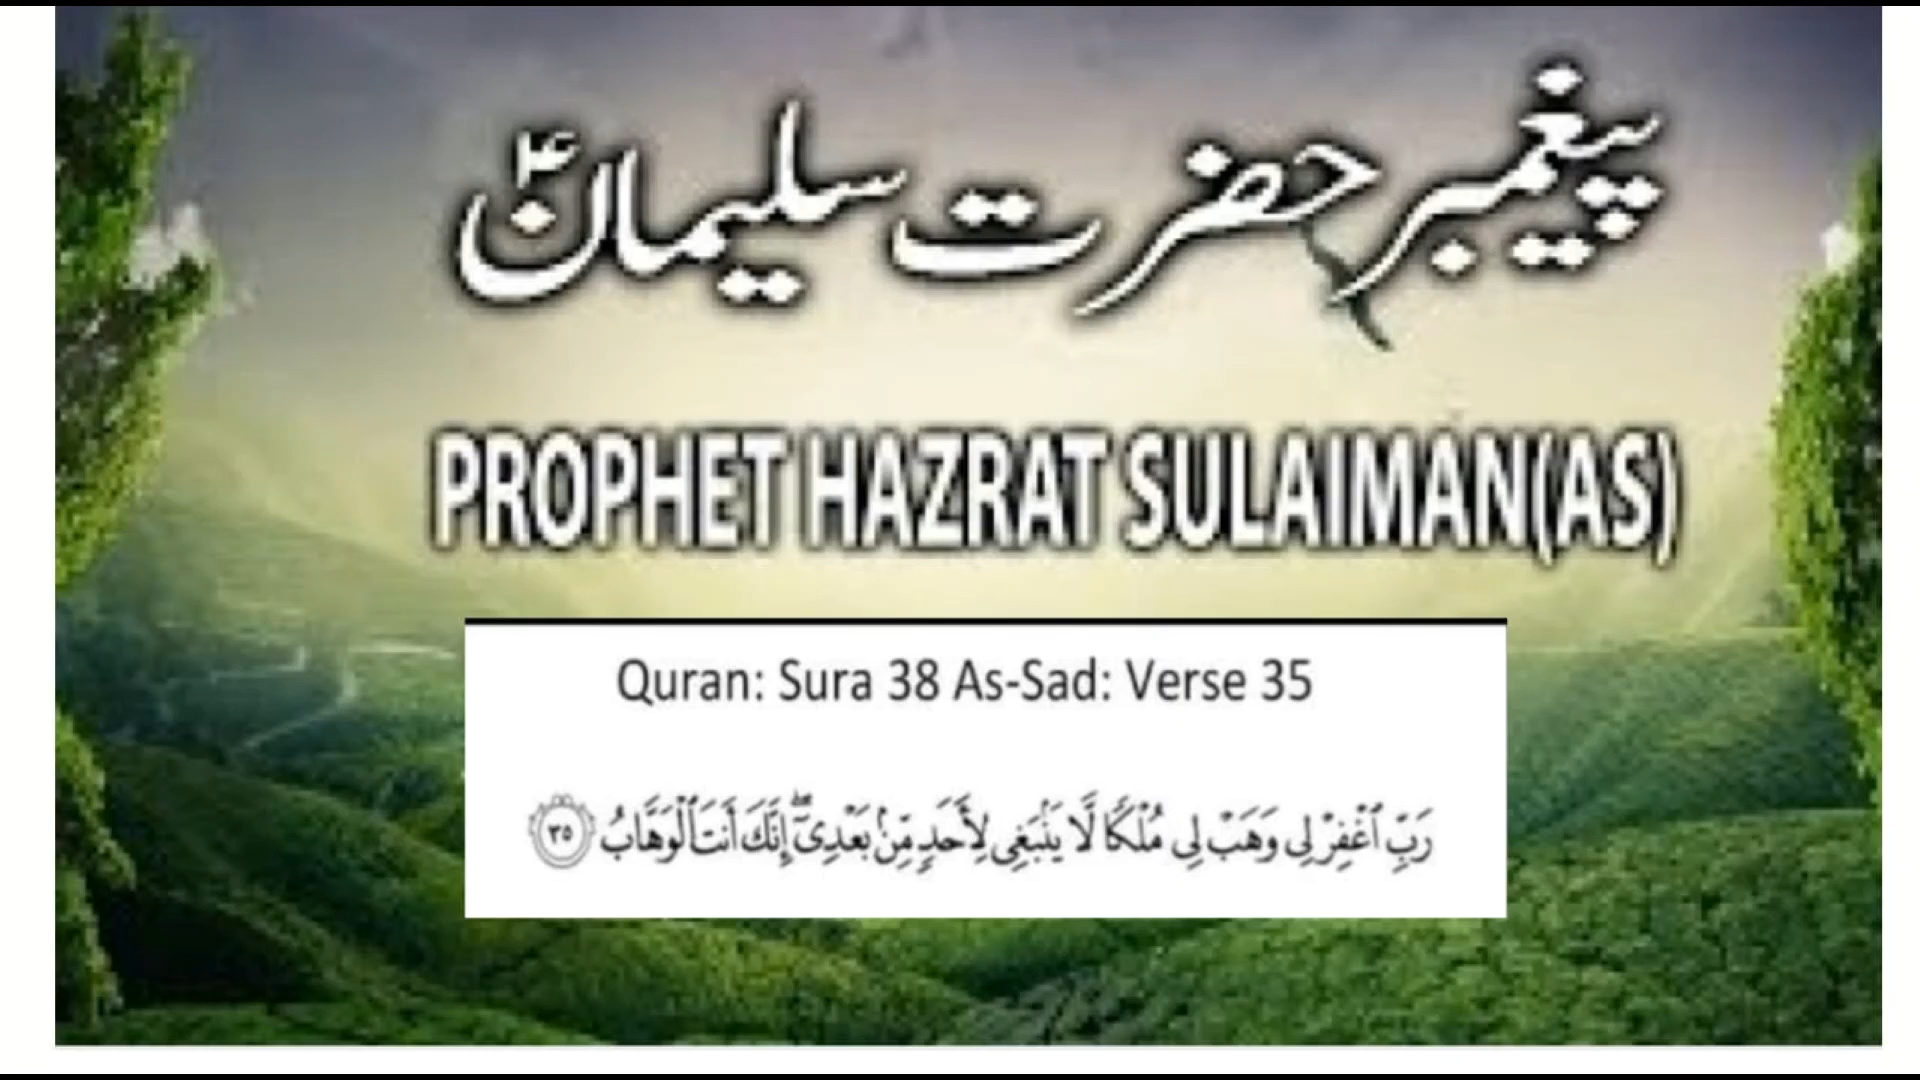 پیغمبر حضرت سلیمانؑ
PROPHET HAZRAT SULAIMAN(AS)
Quran: Sura 38 As-Sad: Verse 35
رَبِّ ٱغْفِرْ لِى وَهَبْ لِى مُلْكًا لَّا يَنۢبَغِى لِأَحَدٍ مِّنۢ بَعْدِىٓ ۖ إِنَّكَ أَنتَ ٱلْوَهَّابُ ٣٥